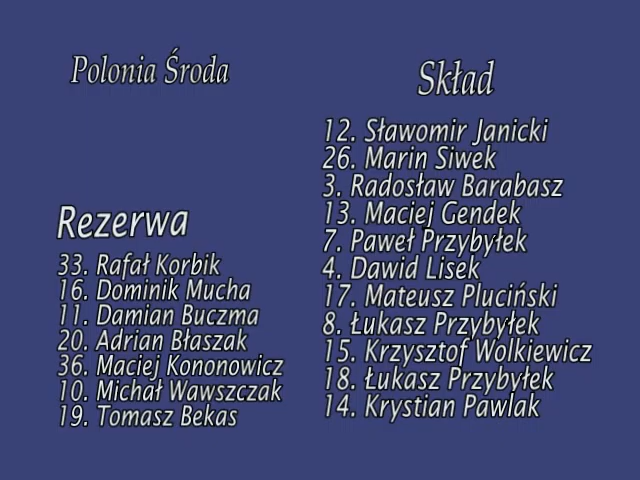 Polonia Środa
Skład
12. Sławomir Janicki
26. Marin Siwek
3. Radosław Barabasz
13. Maciej Gendek
7. Paweł Przybyłek
4. Dawid Lisek
17. Mateusz Pluciński
8. Łukasz Przybyłek
15. Krzysztof Wolkiewicz
18. Łukasz Przybyłek
14. Krystian Pawlak
Rezerwa
33. Rafał Korbik
16. Dominik Mucha
11. Damian Buczma
20. Adrian Błaszak
36. Maciej Kononowicz
10. Michał Wawszczak
19. Tomasz Bekas